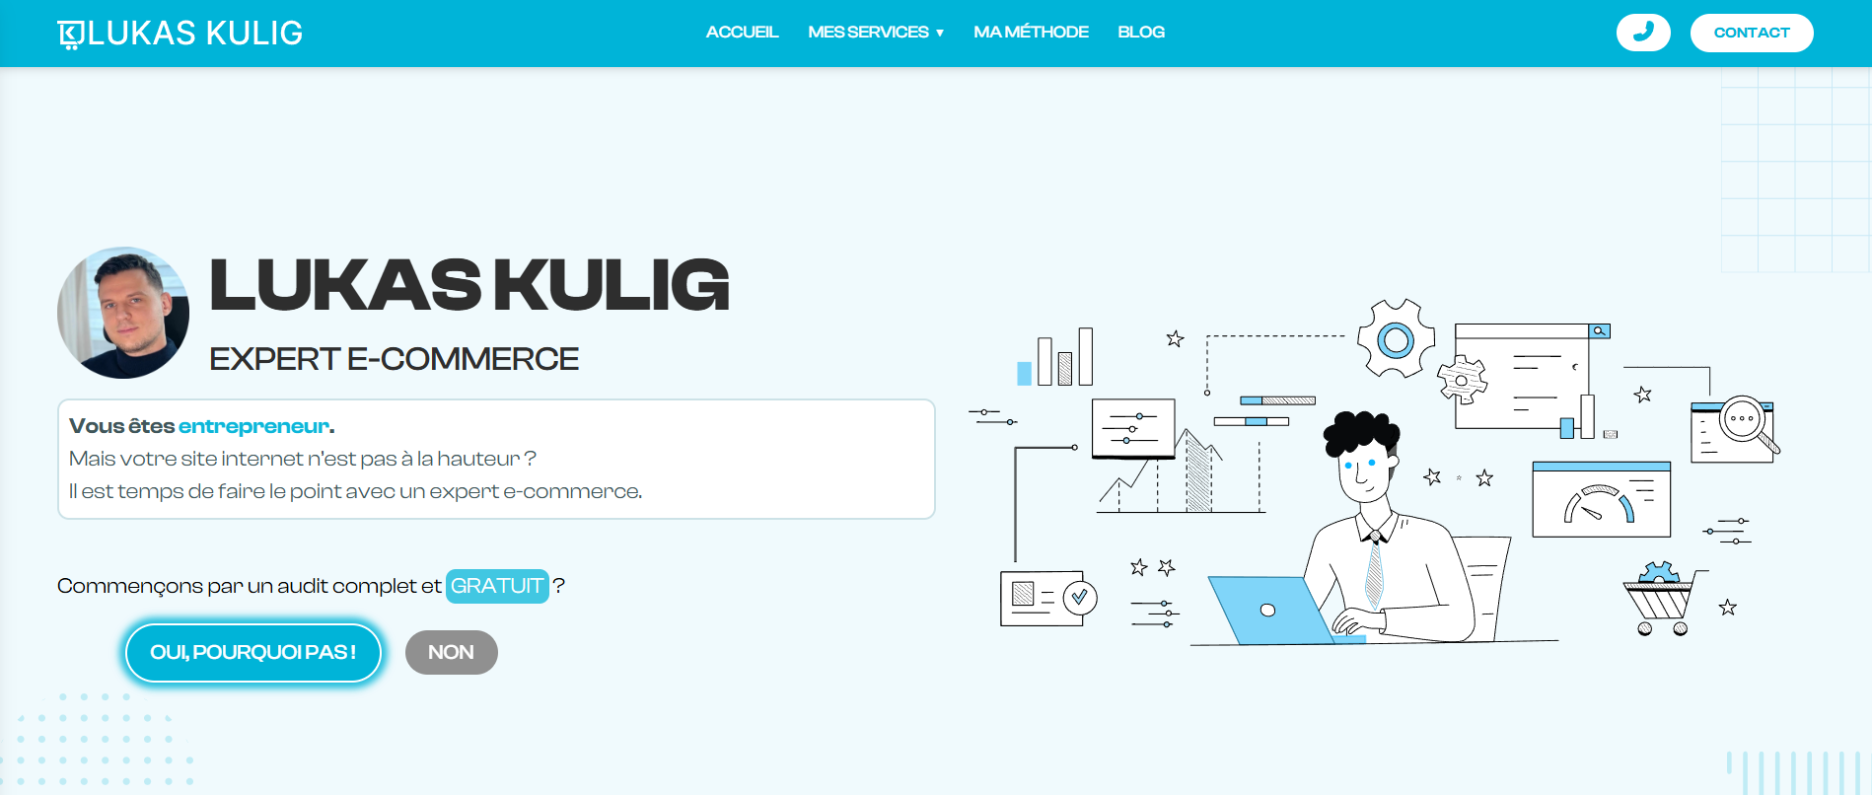 LUKAS KULIG
ACCUEIL
MES SERVICES ▼
MA MÉTHODE
BLOG
CONTACT
LUKAS KULIG
EXPERT E-COMMERCE
Vous êtes entrepreneur.
Mais votre site internet n'est pas à la hauteur ?
Il est temps de faire le point avec un expert e-commerce.
Commençons par un audit complet et GRATUIT ?
OUI, POURQUOI PAS !
NON